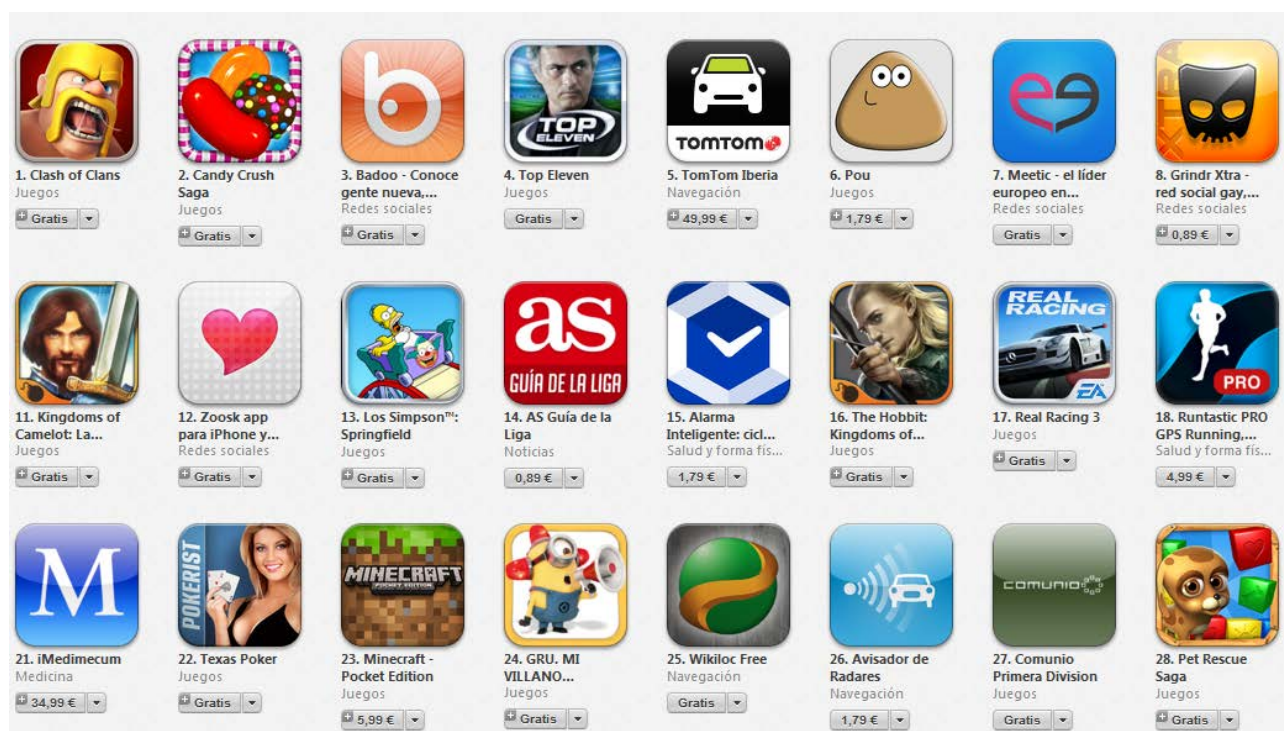 TOP
ELEVEN
TOMTOM
1. Clash of Clans
Juegos
Gratis
2. Candy Crush
Saga
Juegos
Gratis
3. Badoo - Conoce
gente nueva,...
Redes sociales
Gratis
4. Top Eleven
Juegos
Gratis
5. TomTom Iberia
Navegación
49,99 €
6. Pou
Juegos
1,79 €
7. Meetic - el líder
europeo en...
Redes sociales
Gratis
8. Grindr Xtra -
red social gay,...
Redes sociales
0,89 €
as
GUÍA DE LA LIGA
REAL
RACING
EA
PRO
11. Kingdoms of
Camelot: La...
Juegos
Gratis
12. Zoosk app
para iPhone y...
Redes sociales
Gratis
13. Los Simpson™:
Springfield
Juegos
Gratis
14. AS Guía de la
Liga
Noticias
0,89 €
15. Alarma
Inteligente: cicl...
Salud y forma fís...
1,79 €
16. The Hobbit:
Kingdoms of...
Juegos
Gratis
17. Real Racing 3
Juegos
Gratis
18. Runtastic PRO
GPS Running,...
Salud y forma fís...
4,99 €
M
POKERIST
MINECRAFT
POCKET EDITION
COMUNIO
21. iMedimecum
Medicina
34,99 €
22. Texas Poker
Juegos
Gratis
23. Minecraft -
Pocket Edition
Juegos
5,99 €
24. GRU. MI
VILLANO...
Juegos
Gratis
25. Wikiloc Free
Navegación
Gratis
26. Avisador de
Radares
Navegación
1,79 €
27. Comunio
Primera Division
Juegos
Gratis
28. Pet Rescue
Saga
Juegos
Gratis